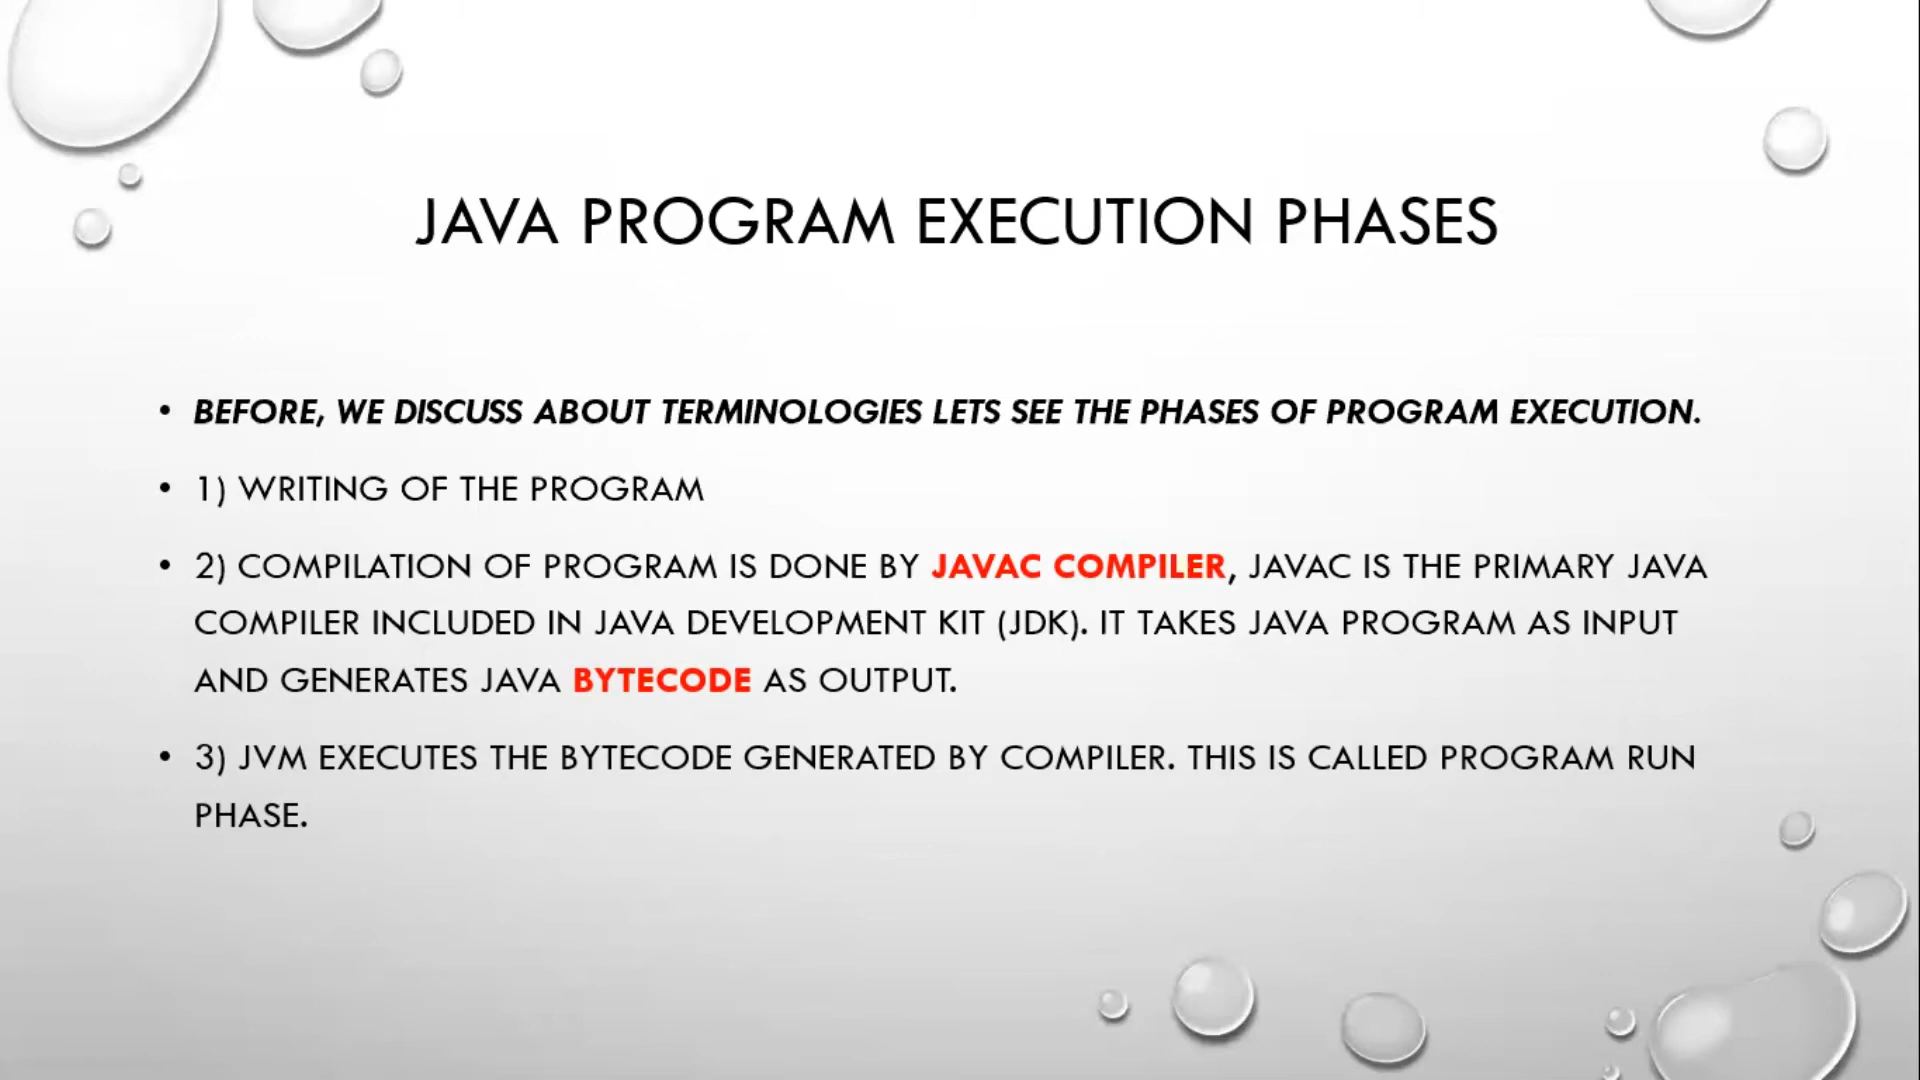 JAVA PROGRAM EXECUTION PHASES
• BEFORE, WE DISCUSS ABOUT TERMINOLOGIES LETS SEE THE PHASES OF PROGRAM EXECUTION.
• 1) WRITING OF THE PROGRAM
• 2) COMPILATION OF PROGRAM IS DONE BY JAVAC COMPILER, JAVAC IS THE PRIMARY JAVA
COMPILER INCLUDED IN JAVA DEVELOPMENT KIT (JDK). IT TAKES JAVA PROGRAM AS INPUT
AND GENERATES JAVA BYTECODE AS OUTPUT.
• 3) JVM EXECUTES THE BYTECODE GENERATED BY COMPILER. THIS IS CALLED PROGRAM RUN
PHASE.